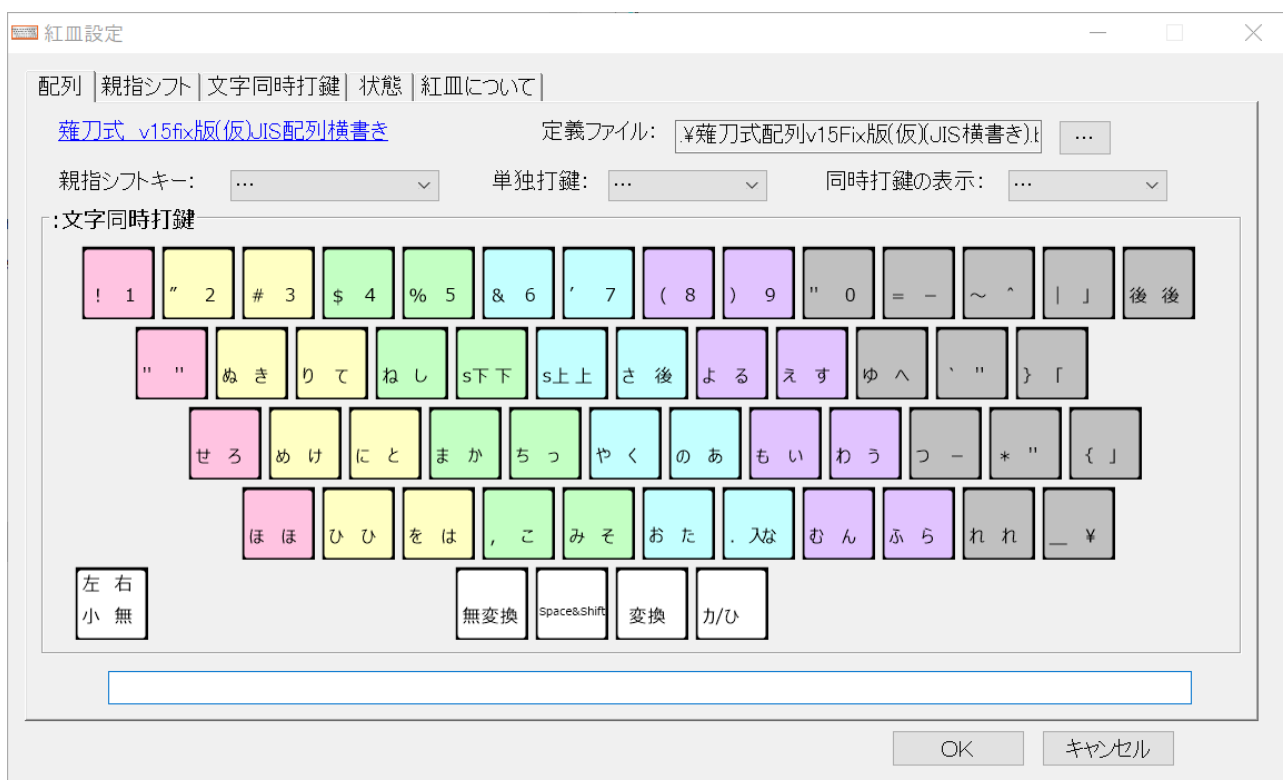 紅皿設定
配列 親指シフト 文字同時打鍵 状態 紅皿について
薙刀式 v15fix版(仮)JIS配列横書き 定義ファイル: .¥薙刀式配列v15Fix版(仮)(JIS横書き).t ...
親指シフトキー: ... 単独打鍵: ... 同時打鍵の表示: ...
:文字同時打鍵
! 1 ″ 2 # 3 $ 4 % 5 & 6 ′ 7 ( 8 ) 9 " 0 = - ～ ^ | 」 後 後
" " ぬ き り て ね し s下 下 s上 上 さ 後 よ る え す ゆ へ ` " } 「
せ ろ め け に と ま か ち っ や く の あ も い わ う つ ー * " { 」
ほ ほ ひ ひ を は , こ み そ お た . 入な む ん ふ ら れ れ _ ¥
左 右
小 無 無変換 Space&Shift 変換 カ/ひ
OK キャンセル